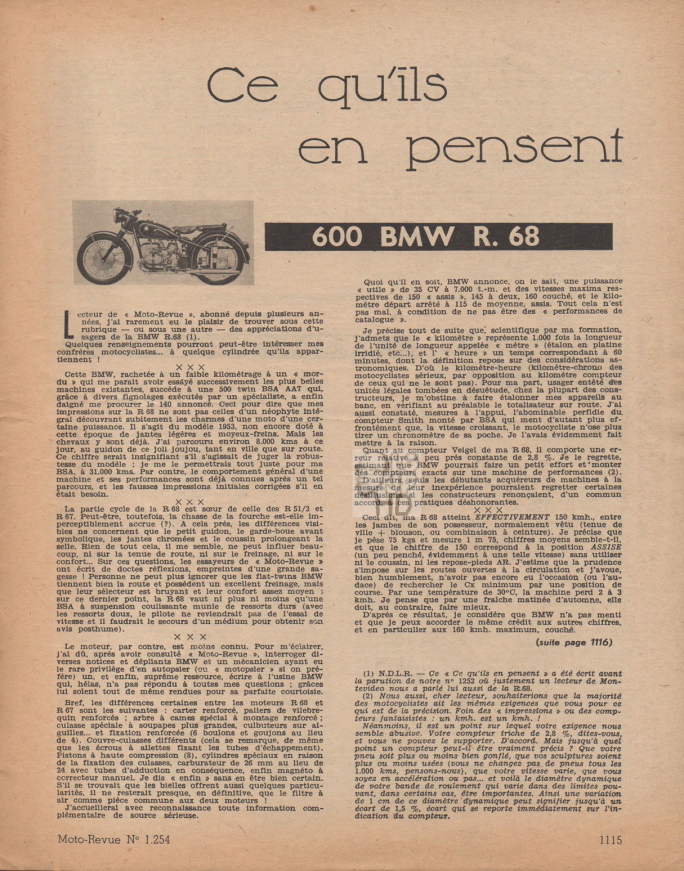 Ce qu'ils
en pensent
600 BMW R. 68
Lecteur de « Moto-Revue », abonné depuis plusieurs an-
nées, j'ai rarement eu le plaisir de trouver sous cette
rubrique — ou sous une autre — des appréciations d'u-
sagers de la BMW R.68 (1).
Quelques renseignements pourront peut-être intéresser mes
confrères motocyclistes... à quelque cylindrée qu'ils appar-
tiennent !
× × ×
Cette BMW, rachetée à un faible kilométrage à un « mor-
du » qui me parait avoir essayé successivement les plus belles
machines existantes, succède à une 500 twin BSA AA7 qui,
grâce à divers fignolages exécutés par un spécialiste, a enfin
daigné me procurer le 140 annoncé. Ceci pour dire que mes
impressions sur la R 68 ne sont pas celles d'un néophyte inté-
gral découvrant subitement les charmes d'une moto d'une cer-
taine puissance. Il s'agit du modèle 1953, non encore doté à
cette époque de jantes légères et moyeux-freins. Mais les
chevaux y sont déjà. J'ai parcouru environ 8.000 kms à ce
jour, au guidon de ce joli joujou, tant en ville que sur route.
Ce chiffre serait insignifiant s'il s'agissait de juger la robus-
tesse du modèle ; je me le permettrais tout juste pour ma
BSA, à 31.000 kms. Par contre, le comportement général d'une
machine et ses performances sont déjà connues après un tel
parcours, et les fausses impressions initiales corrigées s'il en
était besoin.
× × ×
La partie cycle de la R 68 est sœur de celle des R 51/3 et
R 67. Peut-être, toutefois, la chasse de la fourche est-elle im-
perceptiblement accrue (?). A cela près, les différences visi-
bles ne concernent que le petit guidon, le garde-boue avant
symbolique, les jantes chromées et le coussin prolongeant la
selle. Rien de tout cela, il me semble, ne peut influer beau-
coup, ni sur la tenue de route, ni sur le freinage, ni sur le
confort... Sur ces questions, les essayeurs de « Moto-Revue »
ont écrit de doctes réflexions, empreintes d'une grande sa-
gesse ! Personne ne peut plus ignorer que les flat-twins BMW
tiennent bien la route et possèdent un excellent freinage, mais
que leur sélecteur est bruyant et leur confort assez moyen :
sur ce dernier point, la R 68 vaut ni plus ni moins qu'une
BSA à suspension coulissante munie de ressorts durs (avec
les ressorts doux, le pilote ne reviendrait pas de l'essai de
vitesse et il faudrait le secours d'un médium pour obtenir son
avis posthume).
× × ×
Le moteur, par contre, est moins connu. Pour m'éclairer,
j'ai dû, après avoir consulté « Moto-Revue », interroger di-
verses notices et dépliants BMW et un mécanicien ayant eu
le rare privilège d'en autopsier (ou « motopsier » si on pré-
fère) un, et enfin, suprême ressource, écrire à l'usine BMW
qui, hélas, n'a pas répondu à toutes mes questions ; grâces
lui soient tout de même rendues pour sa parfaite courtoisie.
Bref, les différences certaines entre les moteurs R 68 et
R 67 sont les suivantes : carter renforcé, paliers de vilebre-
quin renforcés ; arbre à cames spécial à montage renforcé ;
culasse spéciale à soupapes plus grandes, culbuteurs sur ai-
guilles... et fixation renforcée (6 boulons et goujons au lieu
de 4). Couvre-culasses différents (cela se remarque, de même
que les écrous à ailettes fixant les tubes d'échappement).
Pistons à haute compression (8), cylindres spéciaux en raison
de la fixation des culasses, carburateur de 26 mm au lieu de
24 avec tubes d'adduction en conséquence, enfin magnéto à
correcteur manuel. Je dis « enfin » sans en être bien certain.
S'il se trouvait que les bielles offrent aussi quelques particu-
larités, il ne resterait presque, en définitive, que le filtre à
air comme pièce commune aux deux moteurs !
J'accueillerai avec reconnaissance toute information com-
plémentaire de source sérieuse.
Quoi qu'il en soit, BMW annonce, on le sait, une puissance
« utile » de 35 CV à 7.000 t.-m. et des vitesses maxima res-
pectives de 150 « assis », 145 à deux, 160 couché, et le kilo-
mètre départ arrêté à 115 de moyenne, assis. Tout cela n'est
pas mal, à condition de ne pas être des « performances de
catalogue ».
Je précise tout de suite que, scientifique par ma formation,
j'admets que le « kilomètre » représente 1.000 fois la longueur
de l'unité de longueur appelée « mètre » (étalon en platine
irridié, etc...), et l' « heure » un temps correspondant à 60
minutes, dont la définition repose sur des considérations as-
tronomiques. D'où le kilomètre-heure (kilomètre-chrono des
motocyclistes sérieux, par opposition au kilomètre compteur
de ceux qui ne le sont pas). Pour ma part, usager entêté des
unités légales tombées en désuétude, chez la plupart des cons-
tructeurs, je m'obstine à faire étalonner mes appareils au
banc, en vérifiant au préalable le totalisateur sur route. J'ai
aussi constaté, mesures à l'appui, l'abominable perfidie du
compteur Smith monté par BSA qui ment d'autant plus ef-
frontément que, la vitesse croissant, le motocycliste n'ose plus
tirer un chronomètre de sa poche. Je l'avais évidemment fait
mettre à la raison.
Quant au compteur Veigel de ma R 68, il comporte une er-
reur relative à peu près constante de 2,8 %. Je le regrette,
estimant que BMW pourrait faire un petit effort et monter
des compteurs exacts sur une machine de performances (2).
D'ailleurs, seuls les débutants acquéreurs de machines à la
mesure de leur inexpérience pourraient regretter certaines
les constructeurs renonçaient, d'un commun
accord, à ces pratiques déshonorantes.
× × ×
Ceci dit, ma R 68 atteint EFFECTIVEMENT 150 kmh., entre
les jambes de son possesseur, normalement vêtu (tenue de
ville + blouson, ou combinaison à ceinture). Je précise que
je pèse 75 kgs et mesure 1 m 73, chiffres moyens semble-t-il,
et que le chiffre de 150 correspond à la position ASSISE
(un peu penché, évidemment à une telle vitesse) sans utiliser
ni le coussin, ni les repose-pieds AR. J'estime que la prudence
s'impose sur les routes ouvertes à la circulation et j'avoue,
bien humblement, n'avoir pas encore eu l'occasion (ou l'au-
dace) de rechercher le Cx minimum par une position de
course. Par une température de 30°C, la machine perd 2 à 3
kmh. Je pense que par une fraîche matinée d'automne, elle
doit, au contraire, faire mieux.
D'après ce résultat, je considère que BMW n'a pas menti
et que je peux accorder le même crédit aux autres chiffres,
et en particulier aux 160 kmh. maximum, couché.
(suite page 1116)
(1) N.D.L.R. — Ce « Ce qu'ils en pensent » a été écrit avant
la parution de notre n° 1252 où justement un lecteur de Mon-
tevideo nous a parlé lui aussi de la R.68.
(2) Nous aussi, cher lecteur, souhaiterions que la majorité
des motocyclistes ait les mêmes exigences que vous pour ce
qui est de la précision. Foin des « impressions » ou des comp-
teurs fantaisistes : un kmh. est un kmh. !
Néanmoins, il est un point sur lequel votre exigence nous
semble abusive. Votre compteur triche de 2,8 %, dites-vous,
et vous ne pouvez le supporter. D'accord. Mais jusqu'à quel
point un compteur peut-il être vraiment précis ? Que votre
pneu soit plus ou moins bien gonflé, que vos sculptures soient
plus ou moins usées (vous ne changez pas de pneus tous les
1.000 kms, pensons-nous), que votre vitesse varie, que vous
soyez en accélération ou pas... et voilà le diamètre dynamique
de votre bande de roulement qui varie dans des limites pou-
vant, dans certains cas, être importantes. Ainsi une variation
de 1 cm de ce diamètre dynamique peut signifier jusqu'à un
écart de 1,5 %, écart qui se reporte immédiatement sur l'in-
dication du compteur.
Moto-Revue Nº 1.254
1115